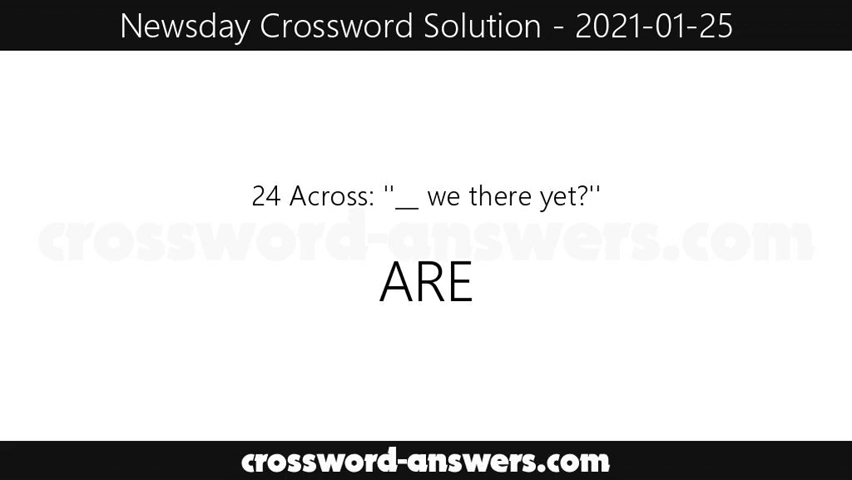 Newsday Crossword Solution - 2021-01-25
24 Across: ''__ we there yet?''
crossword-answers.com
ARE
crossword-answers.com